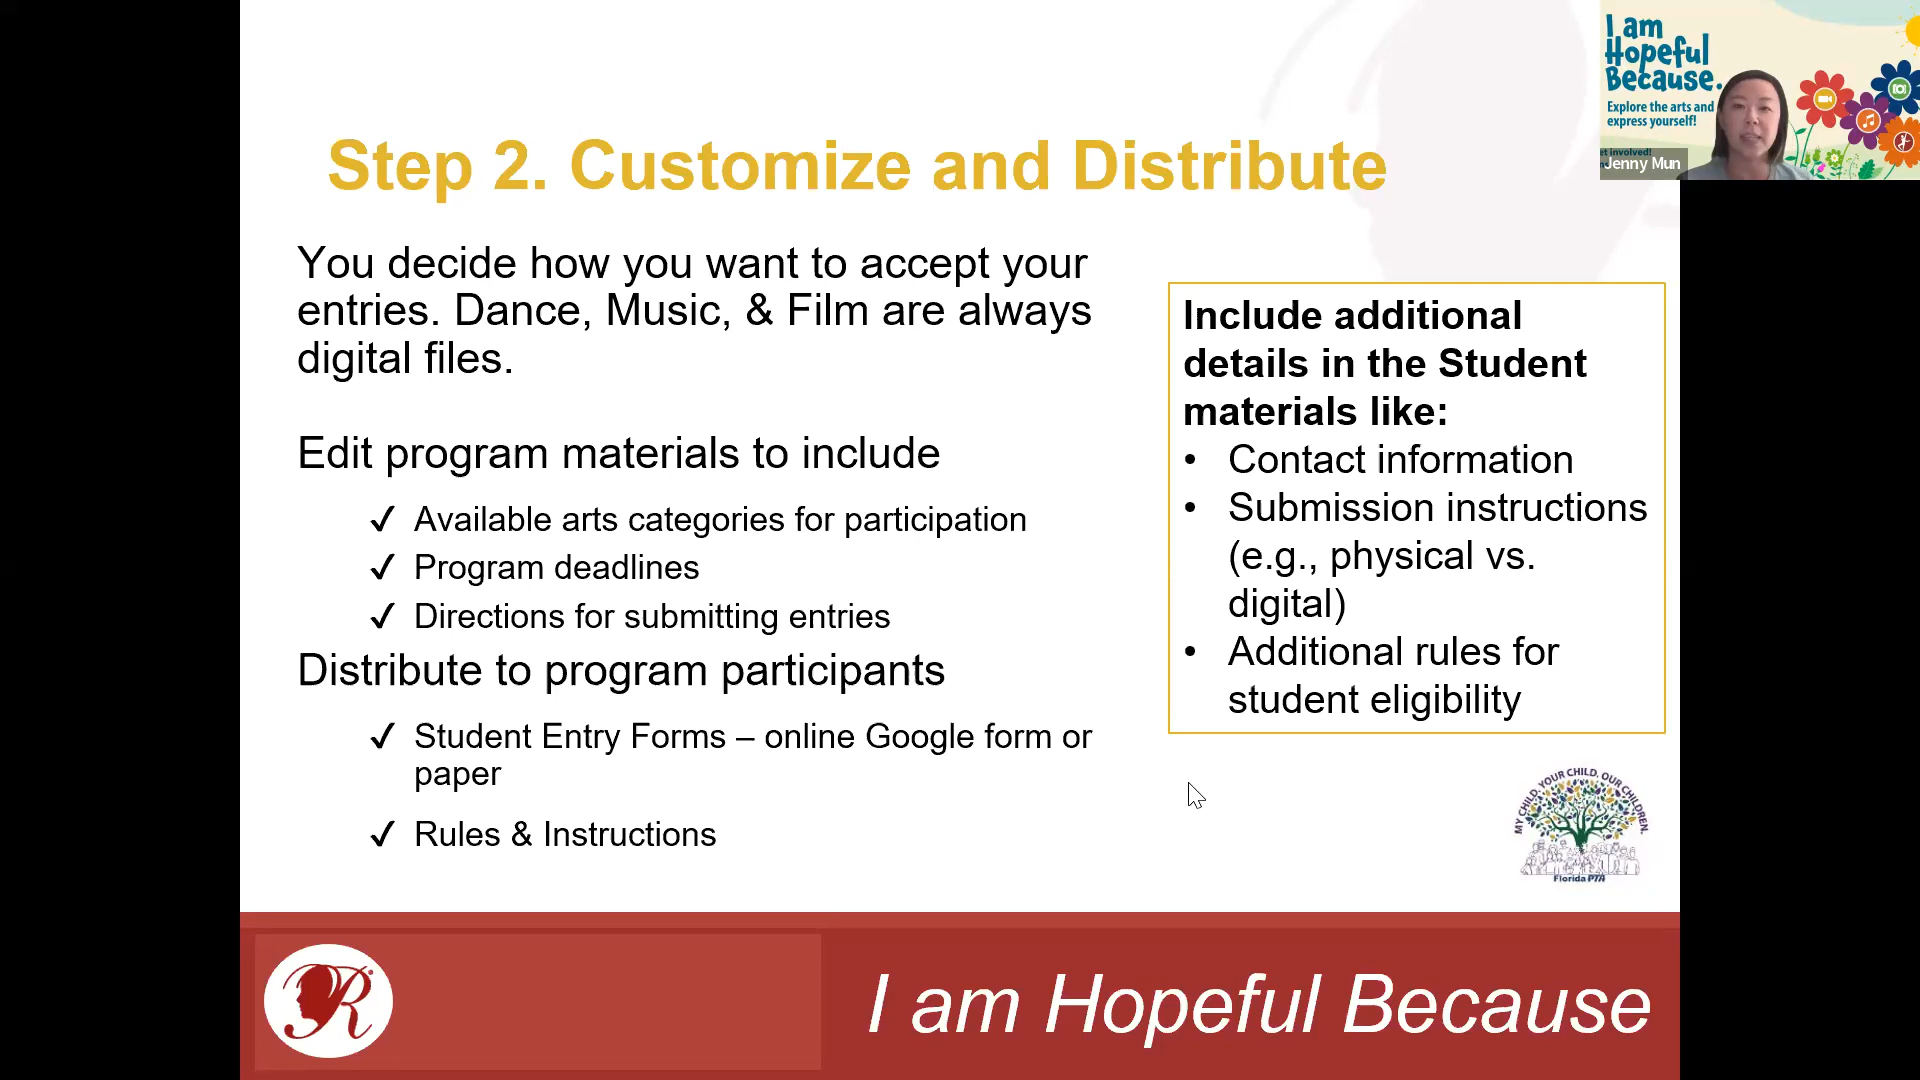 Step 2. Customize and Distribute
You decide how you want to accept your
entries. Dance, Music, & Film are always
digital files.
Edit program materials to include
✓ Available arts categories for participation
✓ Program deadlines
✓ Directions for submitting entries
Distribute to program participants
✓ Student Entry Forms – online Google form or
paper
✓ Rules & Instructions
Include additional
details in the Student
materials like:
• Contact information
• Submission instructions
(e.g., physical vs.
digital)
• Additional rules for
student eligibility
MY CHILD. YOUR CHILD. OUR CHILDREN.
Florida PTA
R
I am Hopeful Because
I am
Hopeful
Because.
Explore the arts and
express yourself!
et involved!
Jenny Mun